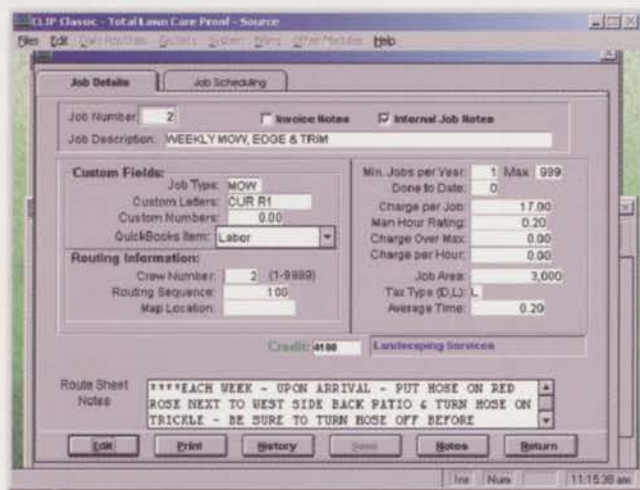 CLIP Classic - Total Lawn Care Proof - Source
Files Edit Daily Routines System Billing Other Modules Help
Job Details Job Scheduling
Job Number: 2 Invoice Notes Internal Job Notes
Job Description: WEEKLY MOW, EDGE & TRIM
Custom Fields:
Job Type: MOW
Custom Letters: CUR R1
Custom Numbers: 0.00
QuickBooks Item: Labor
Routing Information:
Crew Number: 2 (1-9999)
Routing Sequence: 100
Map Location:
Min. Jobs per Year: 1 Max 999
Done to Date: 0
Charge per Job: 17.00
Man Hour Rating: 0.20
Charge Over Max: 0.00
Charge per Hour: 0.00
Job Area: 3,000
Tax Type (D,L): L
Average Time: 0.20
Credit: 4100 Landscaping Services
Route Sheet
Notes
****EACH WEEK - UPON ARRIVAL - PUT HOSE ON RED
ROSE NEXT TO WEST SIDE BACK PATIO & TURN HOSE ON
TRICKLE - BE SURE TO TURN HOSE OFF BEFORE
Edit Print History Save Notes Return
Ins Num 11:15:38 am